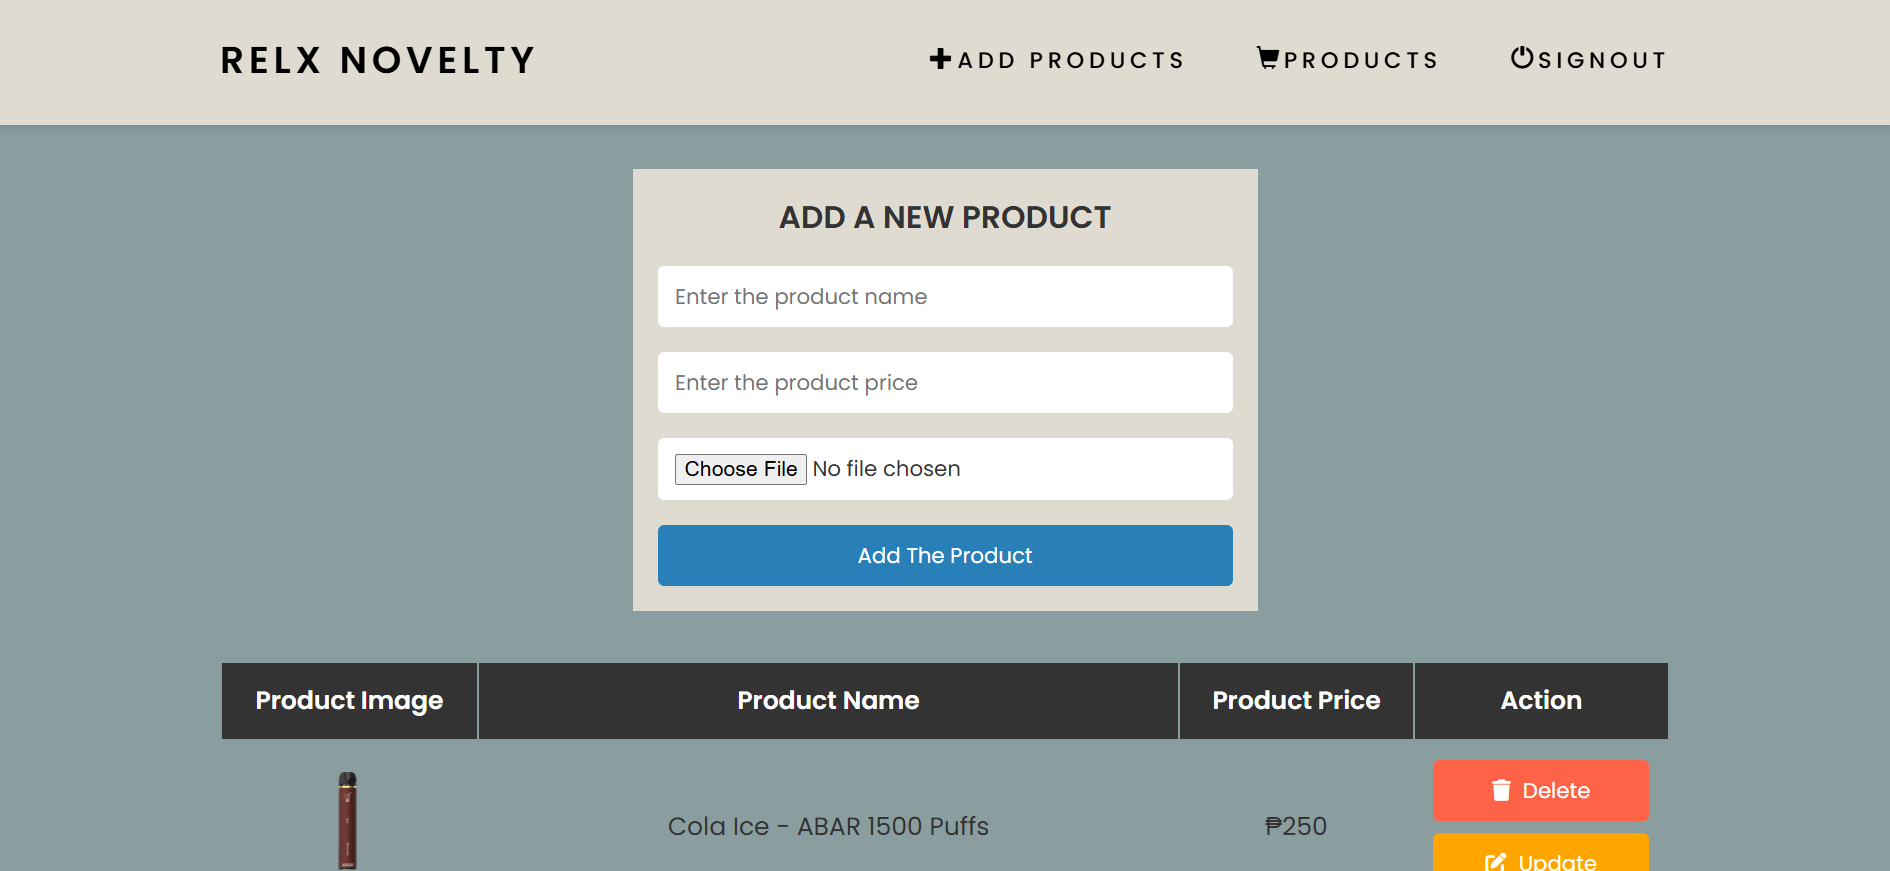 RELX NOVELTY
ADD PRODUCTS
PRODUCTS
SIGNOUT
ADD A NEW PRODUCT
Enter the product name
Enter the product price
Choose File No file chosen
Add The Product
Product Image Product Name Product Price Action
Cola Ice - ABAR 1500 Puffs
₱250
Delete
Update